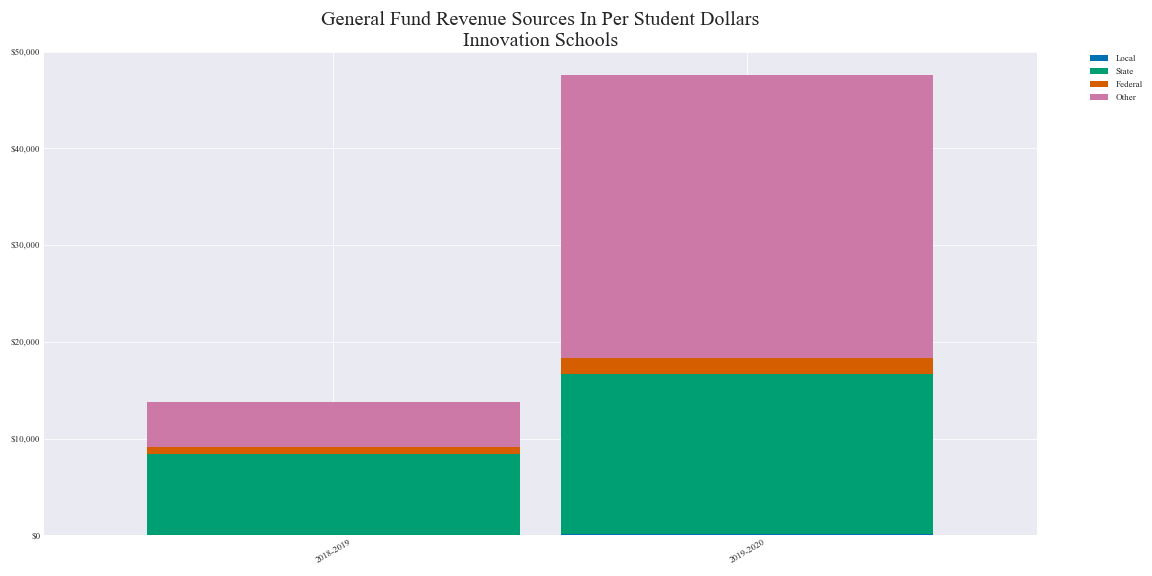 General Fund Revenue Sources In Per Student Dollars
Innovation Schools
$50,000
$40,000
$30,000
$20,000
$10,000
$0
2018-2019
2019-2020
Local
State
Federal
Other